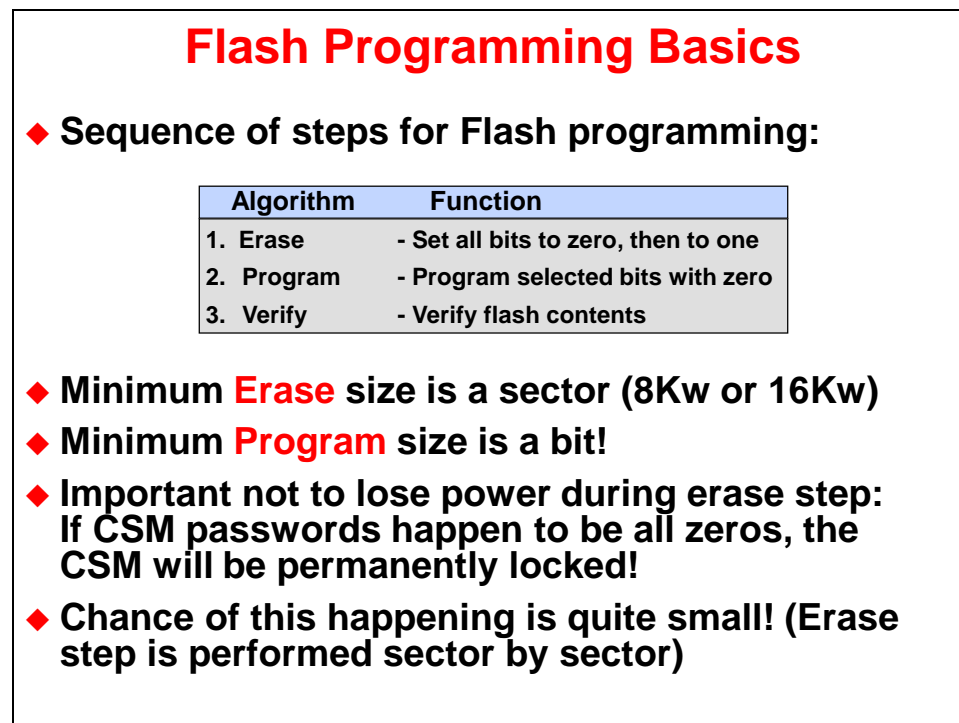 Flash Programming Basics
◆ Sequence of steps for Flash programming:
Algorithm Function
1. Erase - Set all bits to zero, then to one
2. Program - Program selected bits with zero
3. Verify - Verify flash contents
◆ Minimum Erase size is a sector (8Kw or 16Kw)
◆ Minimum Program size is a bit!
◆ Important not to lose power during erase step:
If CSM passwords happen to be all zeros, the
CSM will be permanently locked!
◆ Chance of this happening is quite small! (Erase
step is performed sector by sector)